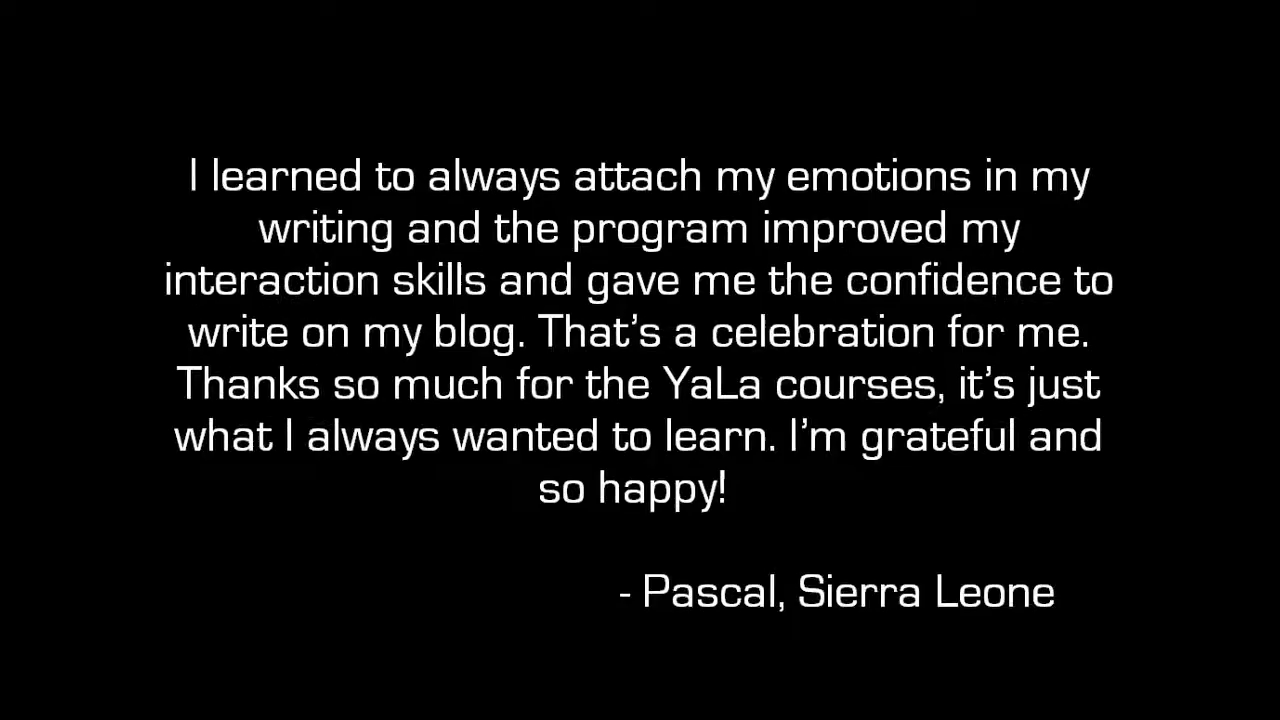 I learned to always attach my emotions in my
writing and the program improved my
interaction skills and gave me the confidence to
write on my blog. That’s a celebration for me.
Thanks so much for the YaLa courses, it’s just
what I always wanted to learn. I’m grateful and
so happy!
- Pascal, Sierra Leone